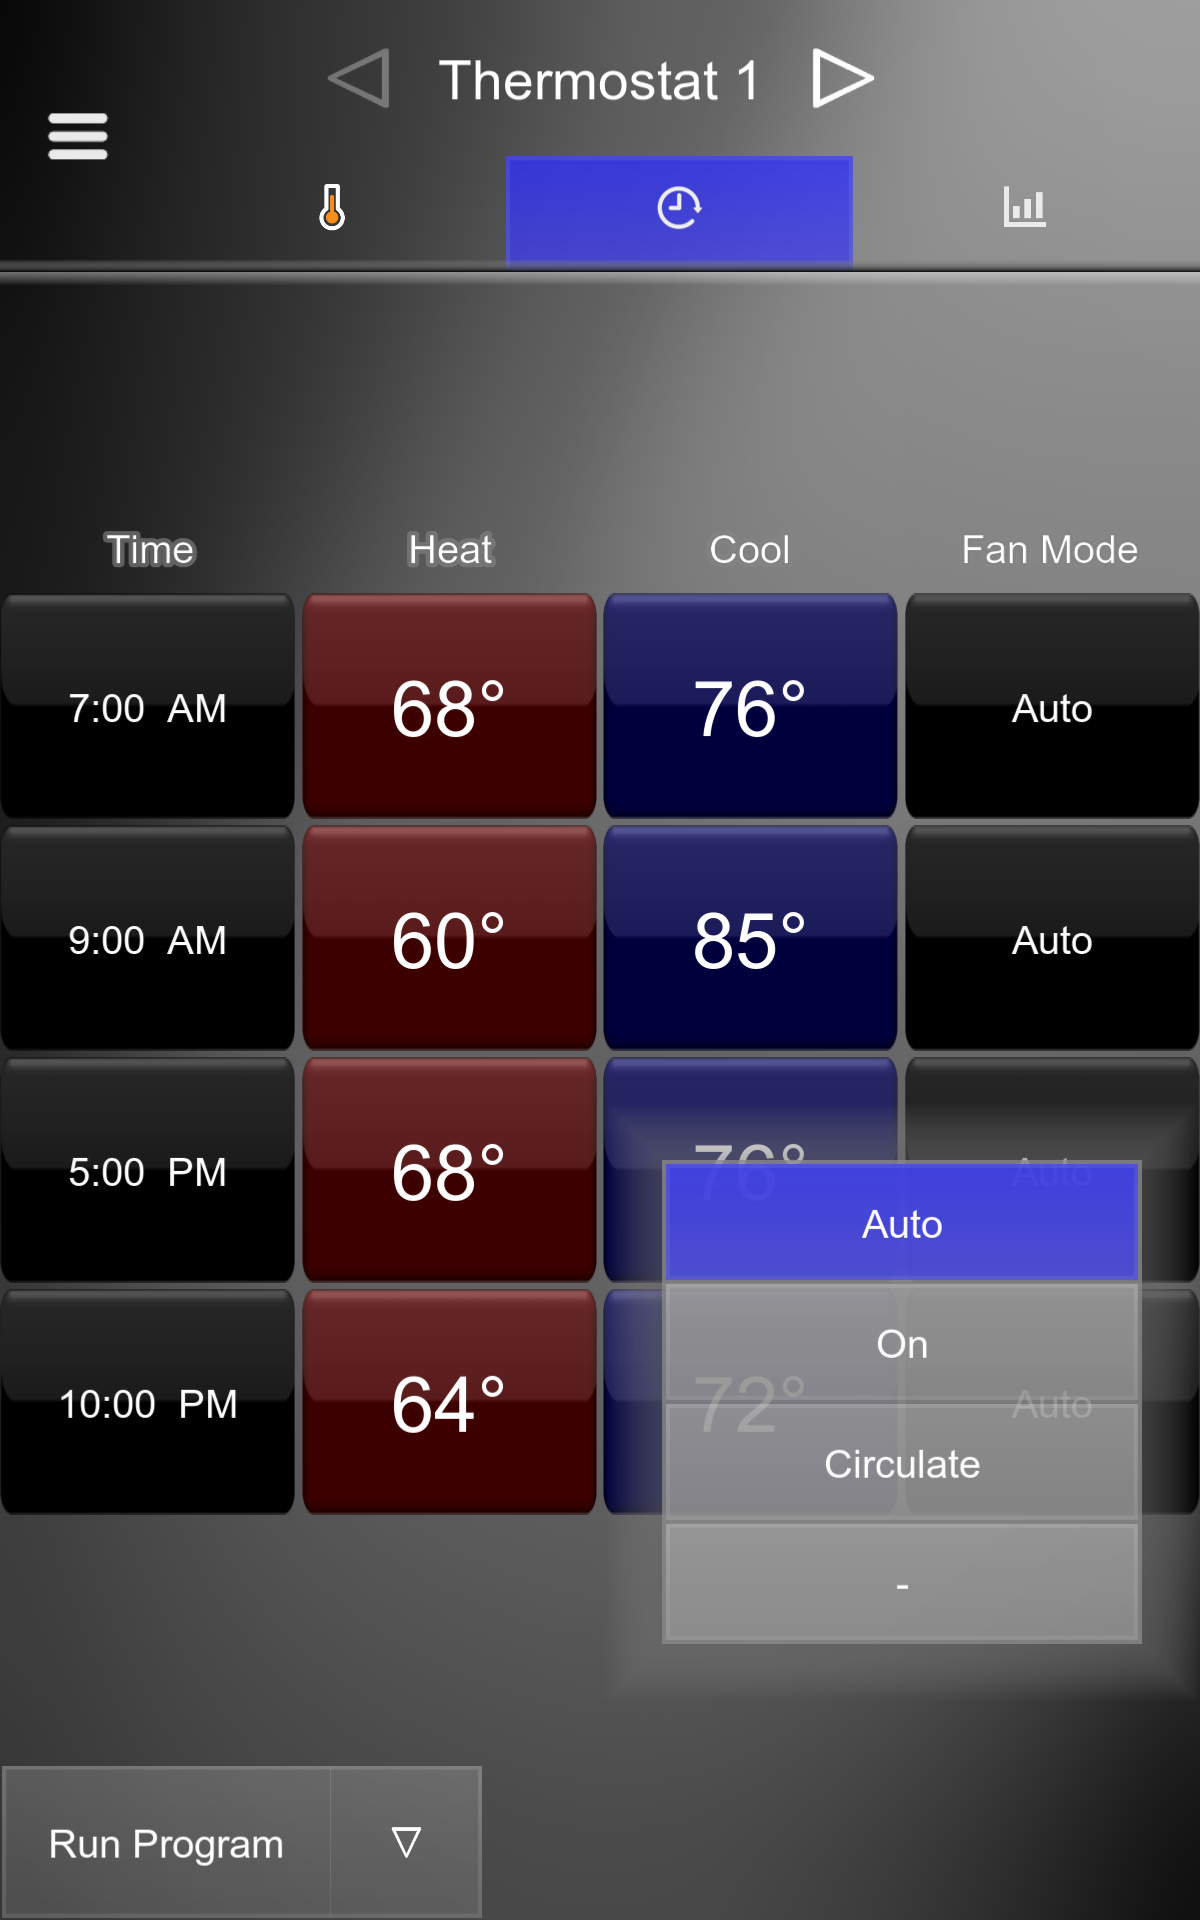 Thermostat 1
Time Heat Cool Fan Mode
7:00 AM 68° 76° Auto
9:00 AM 60° 85° Auto
5:00 PM 68° 76° Auto
Auto
On
10:00 PM 64° 72° Auto
Circulate
-
Run Program